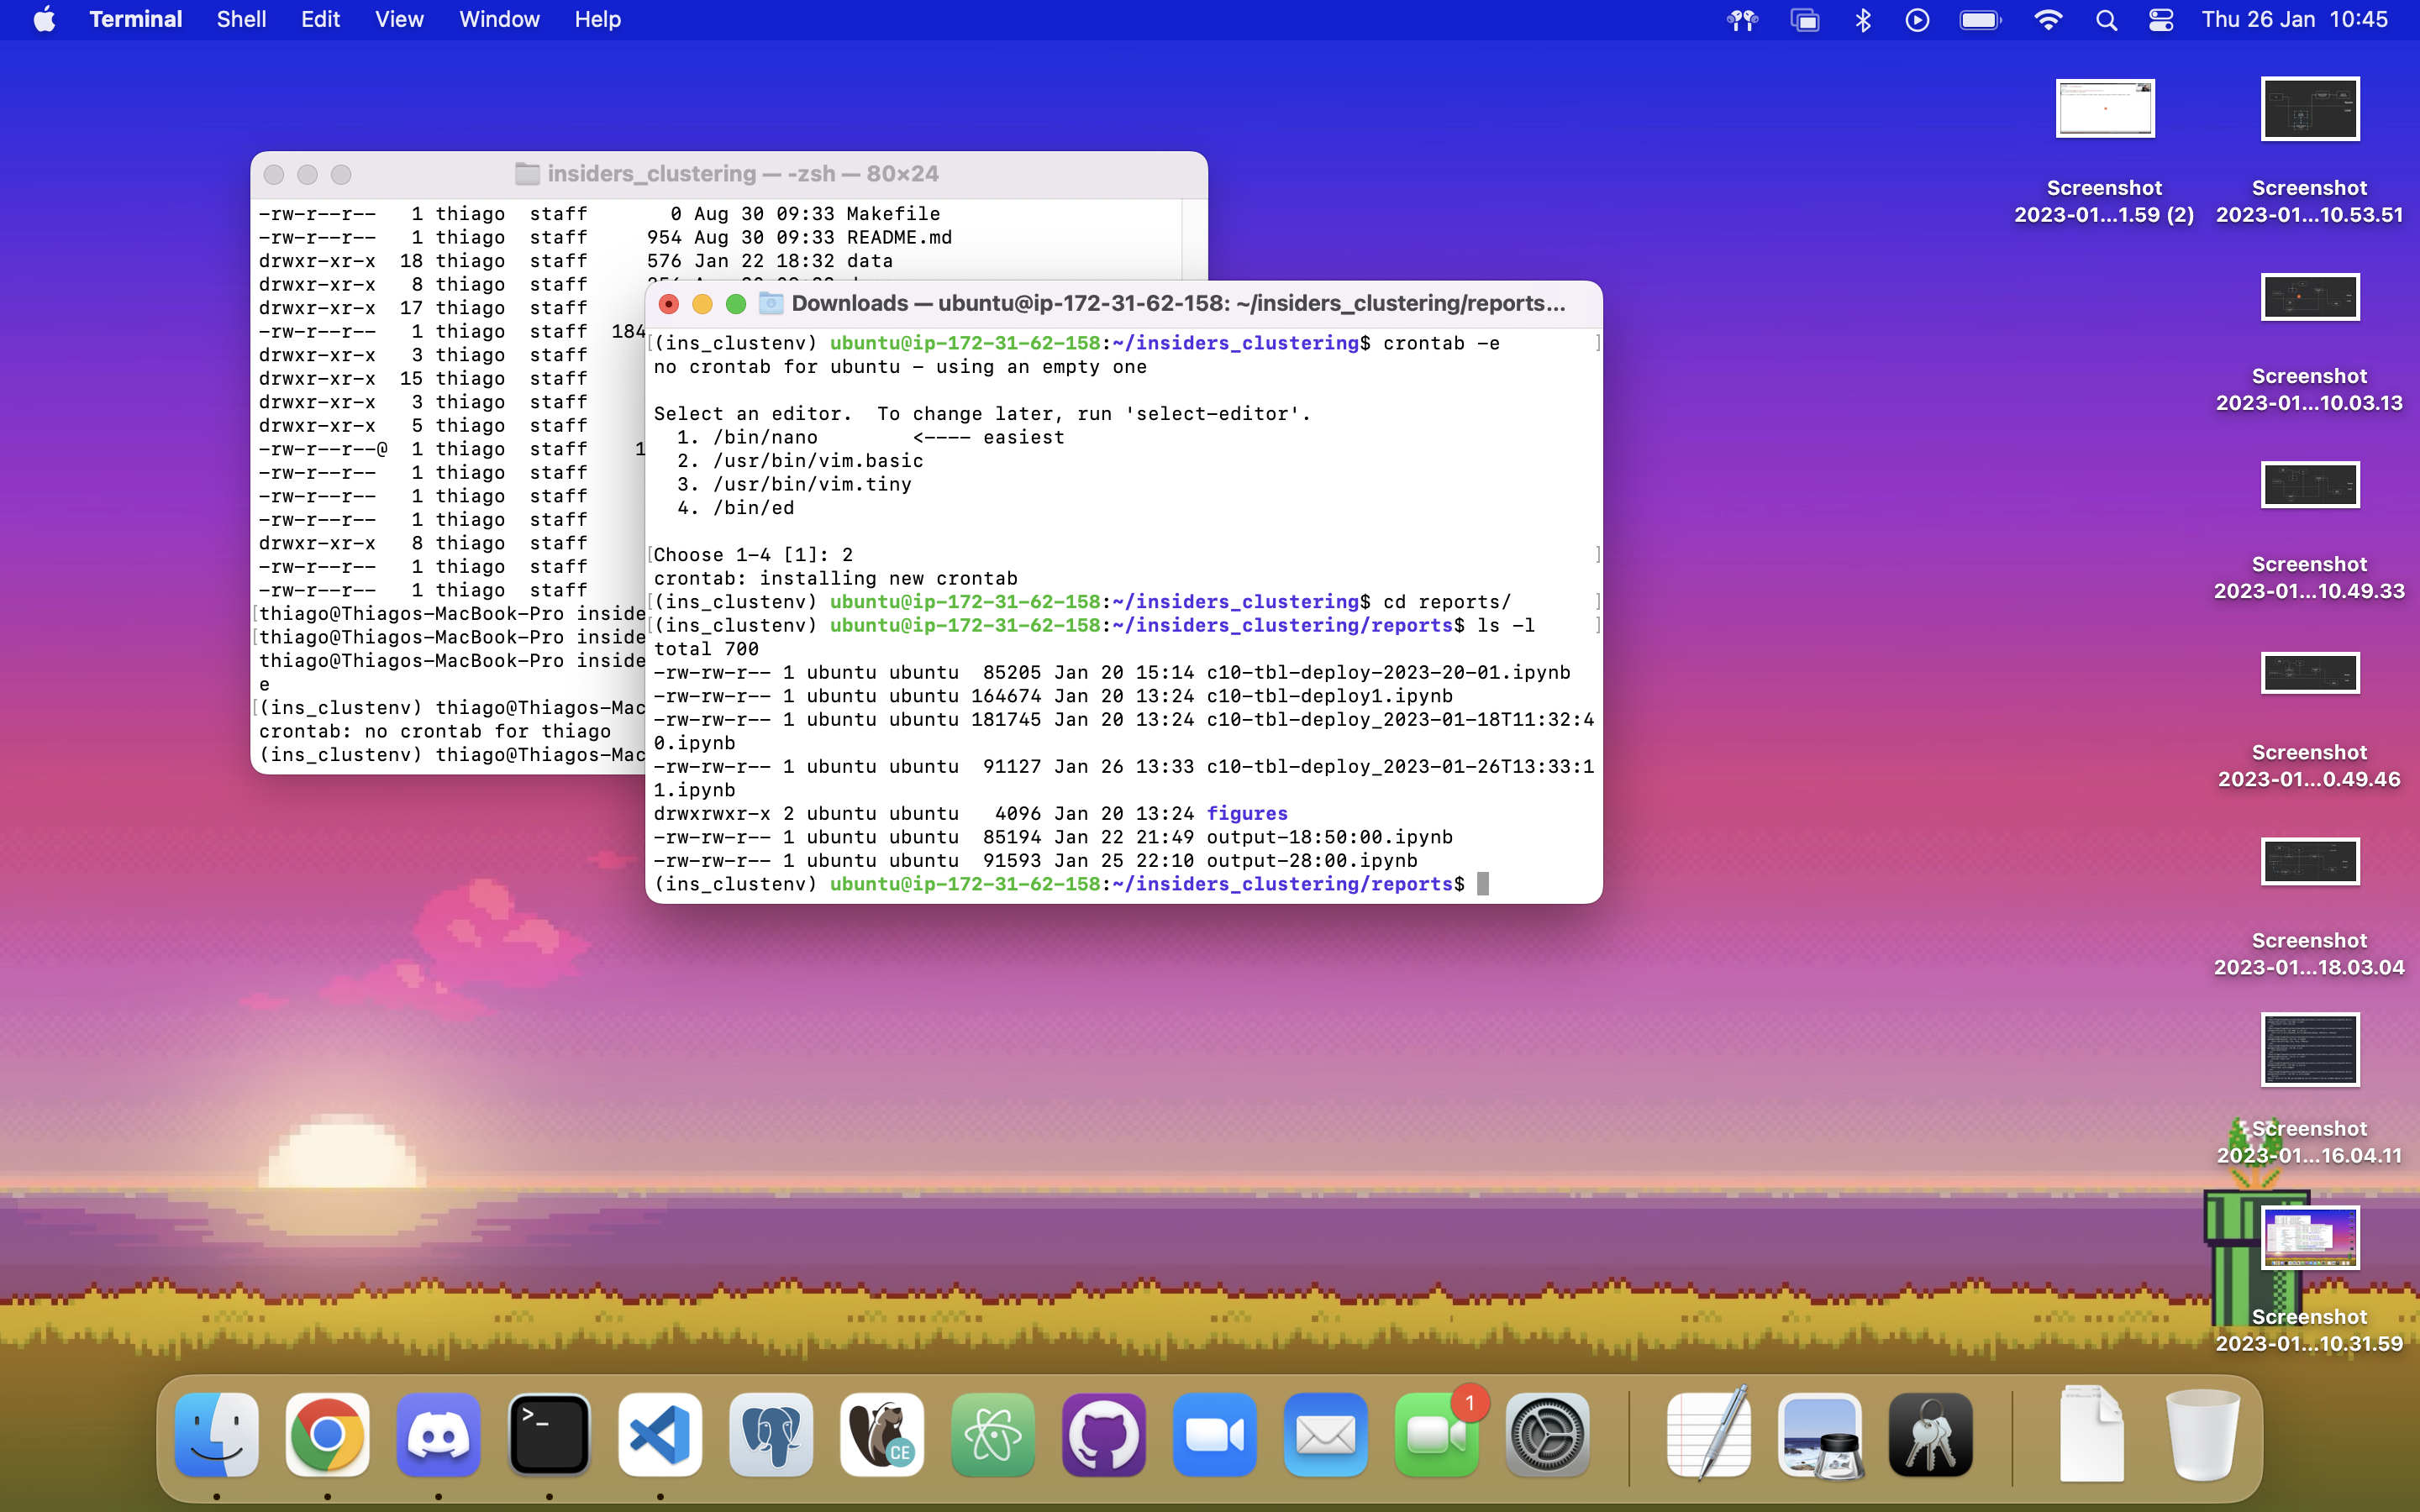 Terminal Shell Edit View Window Help Thu 26 Jan 10:45
insiders_clustering — -zsh — 80×24
-rw-r--r-- 1 thiago staff 0 Aug 30 09:33 Makefile
-rw-r--r-- 1 thiago staff 954 Aug 30 09:33 README.md
drwxr-xr-x 18 thiago staff 576 Jan 22 18:32 data
drwxr-xr-x 8 thiago staff
drwxr-xr-x 17 thiago staff
-rw-r--r-- 1 thiago staff 184
drwxr-xr-x 3 thiago staff
drwxr-xr-x 15 thiago staff
drwxr-xr-x 3 thiago staff
drwxr-xr-x 5 thiago staff
-rw-r--r--@ 1 thiago staff 1
-rw-r--r-- 1 thiago staff
-rw-r--r-- 1 thiago staff
-rw-r--r-- 1 thiago staff
drwxr-xr-x 8 thiago staff
-rw-r--r-- 1 thiago staff
-rw-r--r-- 1 thiago staff
[thiago@Thiagos-MacBook-Pro inside
[thiago@Thiagos-MacBook-Pro inside
thiago@Thiagos-MacBook-Pro inside
e
[(ins_clustenv) thiago@Thiagos-Mac
crontab: no crontab for thiago
(ins_clustenv) thiago@Thiagos-Mac
Downloads — ubuntu@ip-172-31-62-158: ~/insiders_clustering/reports...
[(ins_clustenv) ubuntu@ip-172-31-62-158:~/insiders_clustering$ crontab -e ]
no crontab for ubuntu - using an empty one
Select an editor. To change later, run 'select-editor'.
1. /bin/nano <---- easiest
2. /usr/bin/vim.basic
3. /usr/bin/vim.tiny
4. /bin/ed
[Choose 1-4 [1]: 2 ]
crontab: installing new crontab
[(ins_clustenv) ubuntu@ip-172-31-62-158:~/insiders_clustering$ cd reports/ ]
[(ins_clustenv) ubuntu@ip-172-31-62-158:~/insiders_clustering/reports$ ls -l ]
total 700
-rw-rw-r-- 1 ubuntu ubuntu 85205 Jan 20 15:14 c10-tbl-deploy-2023-20-01.ipynb
-rw-rw-r-- 1 ubuntu ubuntu 164674 Jan 20 13:24 c10-tbl-deploy1.ipynb
-rw-rw-r-- 1 ubuntu ubuntu 181745 Jan 20 13:24 c10-tbl-deploy_2023-01-18T11:32:4
0.ipynb
-rw-rw-r-- 1 ubuntu ubuntu 91127 Jan 26 13:33 c10-tbl-deploy_2023-01-26T13:33:1
1.ipynb
drwxrwxr-x 2 ubuntu ubuntu 4096 Jan 20 13:24 figures
-rw-rw-r-- 1 ubuntu ubuntu 85194 Jan 22 21:49 output-18:50:00.ipynb
-rw-rw-r-- 1 ubuntu ubuntu 91593 Jan 25 22:10 output-28:00.ipynb
(ins_clustenv) ubuntu@ip-172-31-62-158:~/insiders_clustering/reports$
Screenshot
2023-01...1.59 (2)
Screenshot
2023-01...10.53.51
Screenshot
2023-01...10.03.13
Screenshot
2023-01...10.49.33
Screenshot
2023-01...0.49.46
Screenshot
2023-01...18.03.04
Screenshot
2023-01...16.04.11
Screenshot
2023-01...10.31.59
>_
CE
1